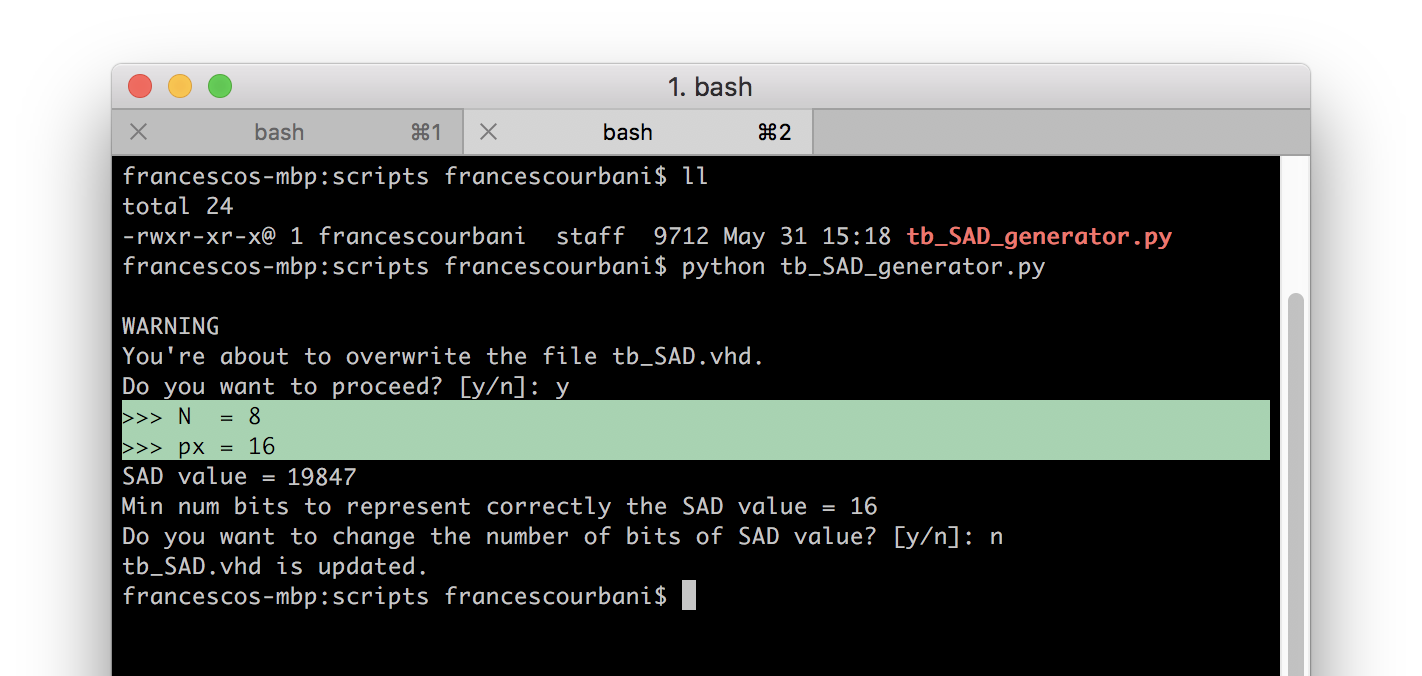 1. bash
bash ⌘1 bash ⌘2
francescos-mbp:scripts francescourbani$ ll
total 24
-rwxr-xr-x@ 1 francescourbani  staff  9712 May 31 15:18 tb_SAD_generator.py
francescos-mbp:scripts francescourbani$ python tb_SAD_generator.py
WARNING
You're about to overwrite the file tb_SAD.vhd.
Do you want to proceed? [y/n]: y
>>> N  = 8
>>> px = 16
SAD value = 19847
Min num bits to represent correctly the SAD value = 16
Do you want to change the number of bits of SAD value? [y/n]: n
tb_SAD.vhd is updated.
francescos-mbp:scripts francescourbani$